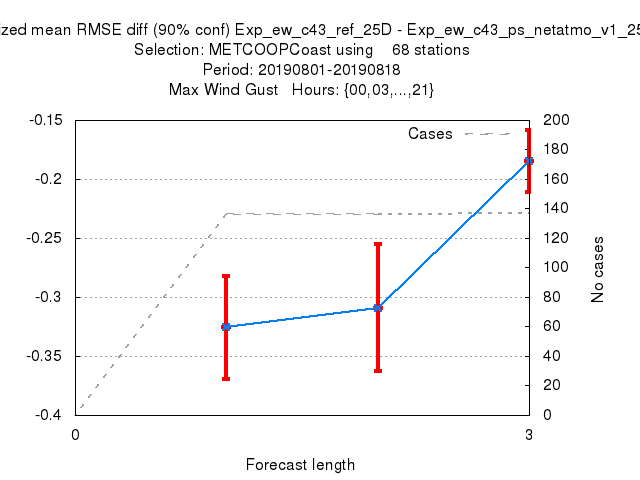 ized mean RMSE diff (90% conf) Exp_ew_c43_ref_25D - Exp_ew_c43_ps_netatmo_v1_25
Selection: METCOOPCoast using    68 stations
Period: 20190801-20190818
Max Wind Gust   Hours: {00,03,...,21}
Cases
-0.15
-0.2
-0.25
-0.3
-0.35
-0.4
200
180
160
140
120
100
80
60
40
20
0
No cases
0
3
Forecast length